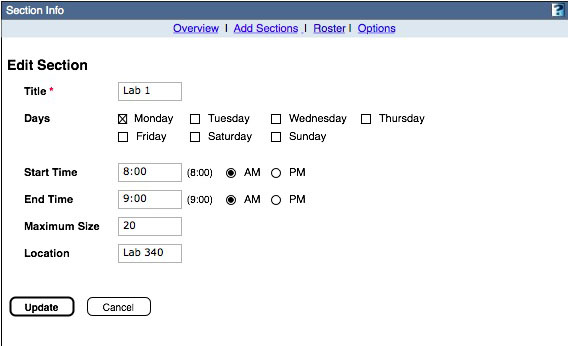 Section Info ?
Overview | Add Sections | Roster | Options
Edit Section
Title * Lab 1
Days Monday Tuesday Wednesday Thursday
Friday Saturday Sunday
Start Time 8:00 (8:00) AM PM
End Time 9:00 (9:00) AM PM
Maximum Size 20
Location Lab 340
Update Cancel